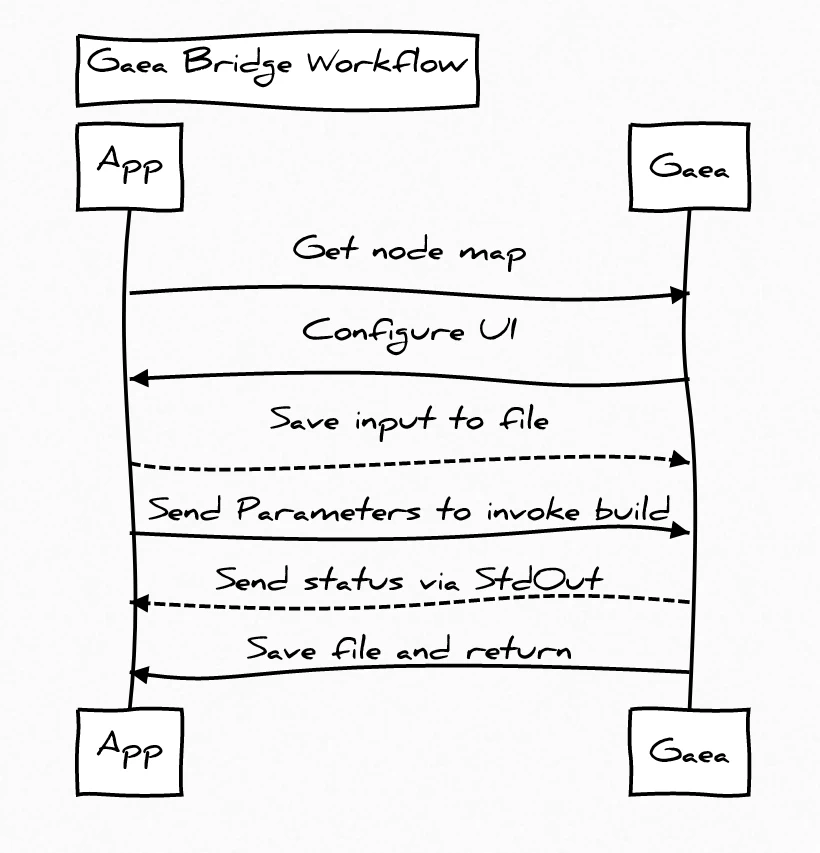 Gaea Bridge Workflow
App
Gaea
Get node map
Configure UI
Save input to file
Send Parameters to invoke build
Send status via StdOut
Save file and return
App
Gaea